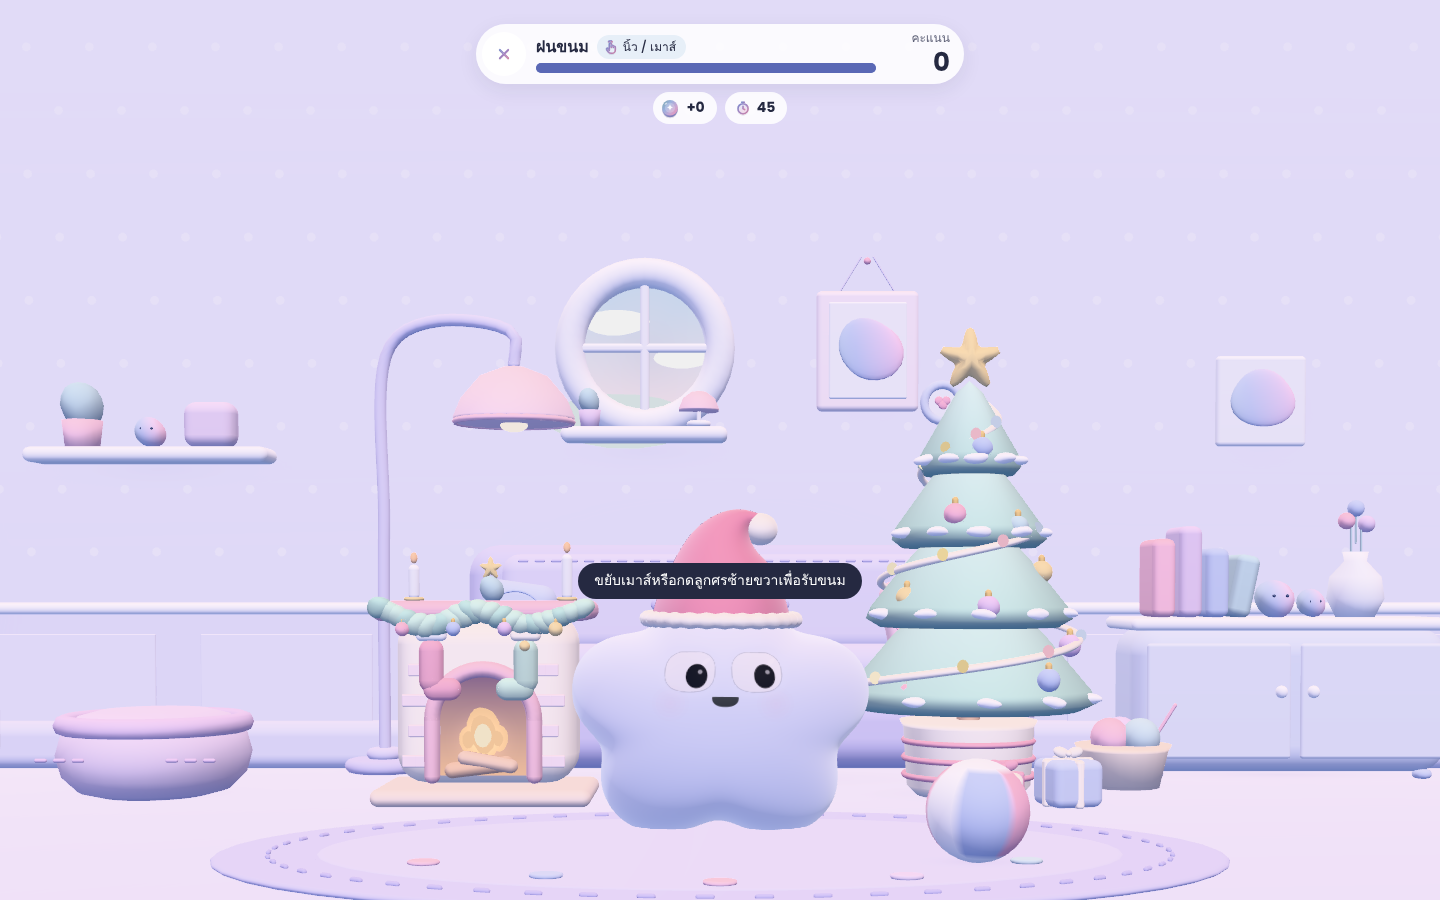 ฝนขนม
นิ้ว / เมาส์
คะแนน
0
+0
45
ขยับเมาส์หรือกดลูกศรซ้ายขวาเพื่อรับขนม